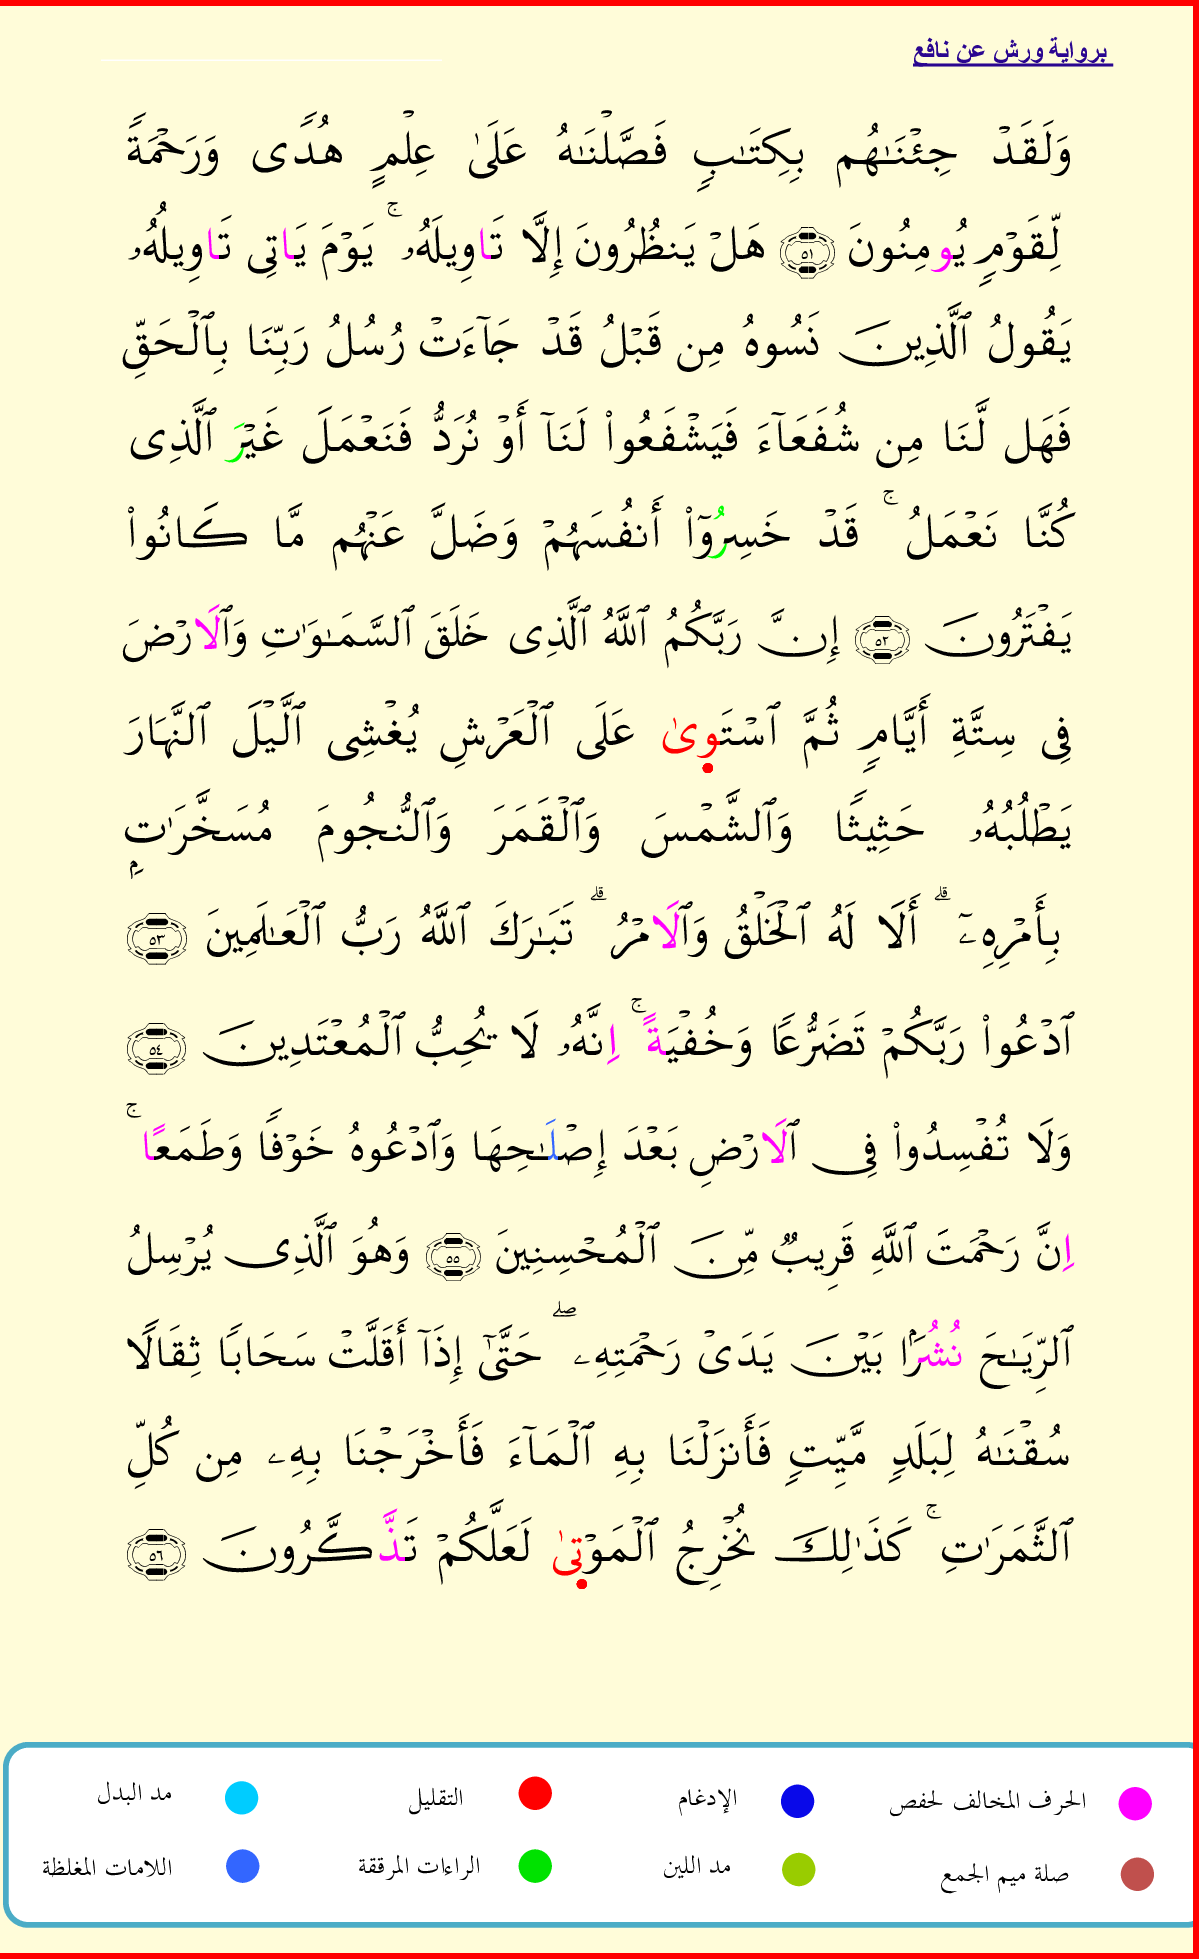 برواية ورش عن نافع
وَلَقَدْ جِئْنَٰهُم بِكِتَٰبٍ فَصَّلْنَٰهُ عَلَىٰ عِلْمٍ هُدًى وَرَحْمَةً
لِّقَوْمٍ يُومِنُونَ ٥١ هَلْ يَنظُرُونَ إِلَّا تَاوِيلَهُۥ ۚ يَوْمَ يَاتِى تَاوِيلُهُۥ
يَقُولُ ٱلَّذِينَ نَسُوهُ مِن قَبْلُ قَدْ جَآءَتْ رُسُلُ رَبِّنَا بِٱلْحَقِّ
فَهَل لَّنَا مِن شُفَعَآءَ فَيَشْفَعُوا۟ لَنَآ أَوْ نُرَدُّ فَنَعْمَلَ غَيْرَ ٱلَّذِى
كُنَّا نَعْمَلُ ۚ قَدْ خَسِرُوٓا۟ أَنفُسَهُمْ وَضَلَّ عَنْهُم مَّا كَانُوا۟
يَفْتَرُونَ ٥٢ إِنَّ رَبَّكُمُ ٱللَّهُ ٱلَّذِى خَلَقَ ٱلسَّمَٰوَٰتِ وَٱلَارْضَ
فِى سِتَّةِ أَيَّامٍ ثُمَّ ٱسْتَوىٰ عَلَى ٱلْعَرْشِ يُغْشِى ٱلَّيْلَ ٱلنَّهَارَ
يَطْلُبُهُۥ حَثِيثًا وَٱلشَّمْسَ وَٱلْقَمَرَ وَٱلنُّجُومَ مُسَخَّرَٰتٍۭ
بِأَمْرِهِۦٓ ۗ أَلَا لَهُ ٱلْخَلْقُ وَٱلَامْرُ ۗ تَبَٰرَكَ ٱللَّهُ رَبُّ ٱلْعَٰلَمِينَ ٥٣
ٱدْعُوا۟ رَبَّكُمْ تَضَرُّعًا وَخُفْيَةً ۚ اِنَّهُۥ لَا يُحِبُّ ٱلْمُعْتَدِينَ ٥٤
وَلَا تُفْسِدُوا۟ فِى ٱلَارْضِ بَعْدَ إِصْلَٰحِهَا وَٱدْعُوهُ خَوْفًا وَطَمَعًا ۚ
اِنَّ رَحْمَتَ ٱللَّهِ قَرِيبٌ مِّنَ ٱلْمُحْسِنِينَ ٥٥ وَهُوَ ٱلَّذِى يُرْسِلُ
ٱلرِّيَٰحَ نُشُرًۢا بَيْنَ يَدَىْ رَحْمَتِهِۦ ۖ حَتَّىٰٓ إِذَآ أَقَلَّتْ سَحَابًا ثِقَالًا
سُقْنَٰهُ لِبَلَدٍ مَّيِّتٍ فَأَنزَلْنَا بِهِ ٱلْمَآءَ فَأَخْرَجْنَا بِهِۦ مِن كُلِّ
ٱلثَّمَرَٰتِ ۚ كَذَٰلِكَ نُخْرِجُ ٱلْمَوْتىٰ لَعَلَّكُمْ تَذَّكَّرُونَ ٥٦
الحرف المخالف لحفص الإدغام التقليل مد البدل
صلة ميم الجمع مد اللين الراءات المرققة اللامات المغلظة